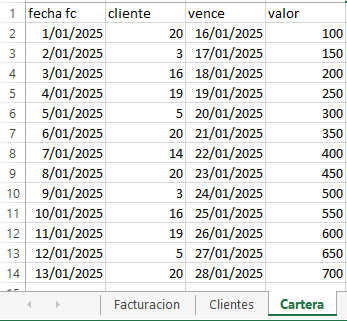 1 fecha fc cliente vence valor
2 1/01/2025 20 16/01/2025 100
3 2/01/2025 3 17/01/2025 150
4 3/01/2025 16 18/01/2025 200
5 4/01/2025 19 19/01/2025 250
6 5/01/2025 5 20/01/2025 300
7 6/01/2025 20 21/01/2025 350
8 7/01/2025 14 22/01/2025 400
9 8/01/2025 20 23/01/2025 450
10 9/01/2025 3 24/01/2025 500
11 10/01/2025 16 25/01/2025 550
12 11/01/2025 19 26/01/2025 600
13 12/01/2025 5 27/01/2025 650
14 13/01/2025 20 28/01/2025 700
Facturacion Clientes Cartera